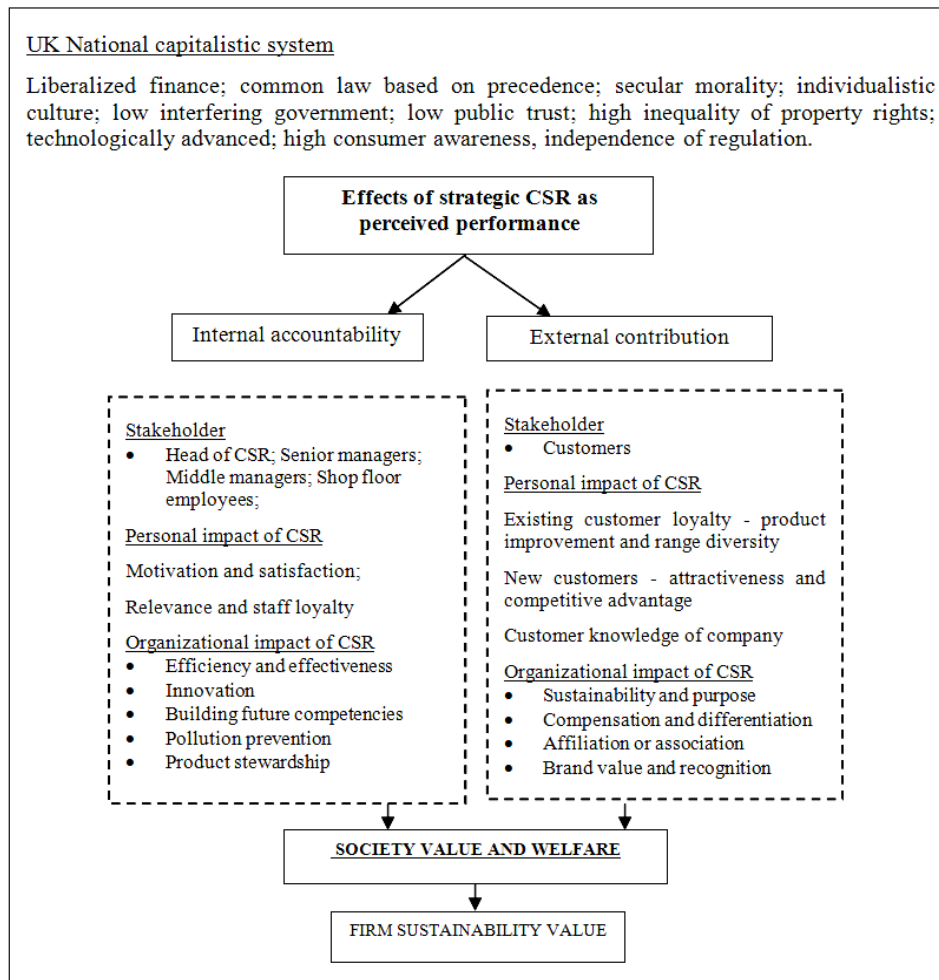 UK National capitalistic system
Liberalized finance; common law based on precedence; secular morality; individualistic
culture; low interfering government; low public trust; high inequality of property rights;
technologically advanced; high consumer awareness, independence of regulation.
Effects of strategic CSR as
perceived performance
Internal accountability
External contribution
Stakeholder
• Head of CSR; Senior managers;
Middle managers; Shop floor
employees;
Personal impact of CSR
Motivation and satisfaction;
Relevance and staff loyalty
Organizational impact of CSR
• Efficiency and effectiveness
• Innovation
• Building future competencies
• Pollution prevention
• Product stewardship
Stakeholder
• Customers
Personal impact of CSR
Existing customer loyalty - product
improvement and range diversity
New customers - attractiveness and
competitive advantage
Customer knowledge of company
Organizational impact of CSR
• Sustainability and purpose
• Compensation and differentiation
• Affiliation or association
• Brand value and recognition
SOCIETY VALUE AND WELFARE
FIRM SUSTAINABILITY VALUE